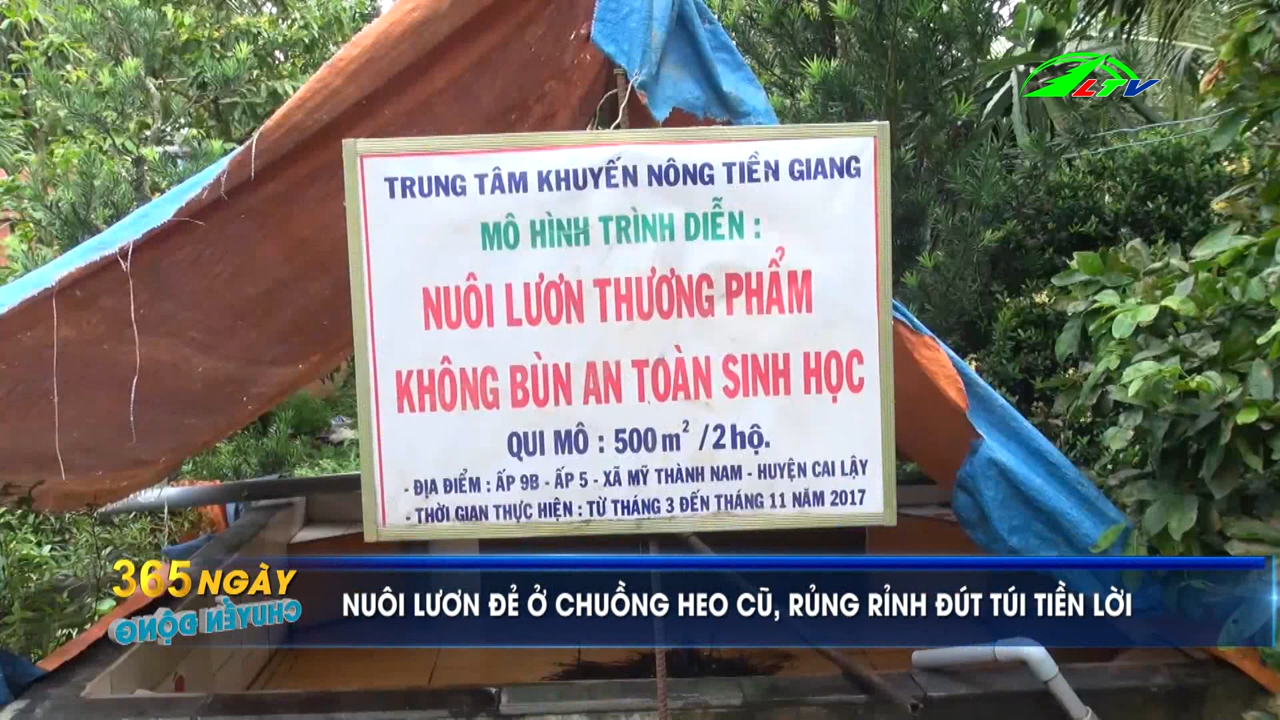 LTV
TRUNG TÂM KHUYẾN NÔNG TIỀN GIANG
MÔ HÌNH TRÌNH DIỄN :
NUÔI LƯƠN THƯƠNG PHẨM
KHÔNG BÙN AN TOÀN SINH HỌC
QUI MÔ : 500 m² / 2 hộ.
- ĐỊA ĐIỂM : ẤP 9B - ẤP 5 - XÃ MỸ THÀNH NAM - HUYỆN CAI LẬY
- THỜI GIAN THỰC HIỆN : TỪ THÁNG 3 ĐẾN THÁNG 11 NĂM 2017
365 NGÀY
CHUYỂN ĐỘNG
NUÔI LƯƠN ĐẺ Ở CHUỒNG HEO CŨ, RỦNG RỈNH ĐÚT TÚI TIỀN LỜI